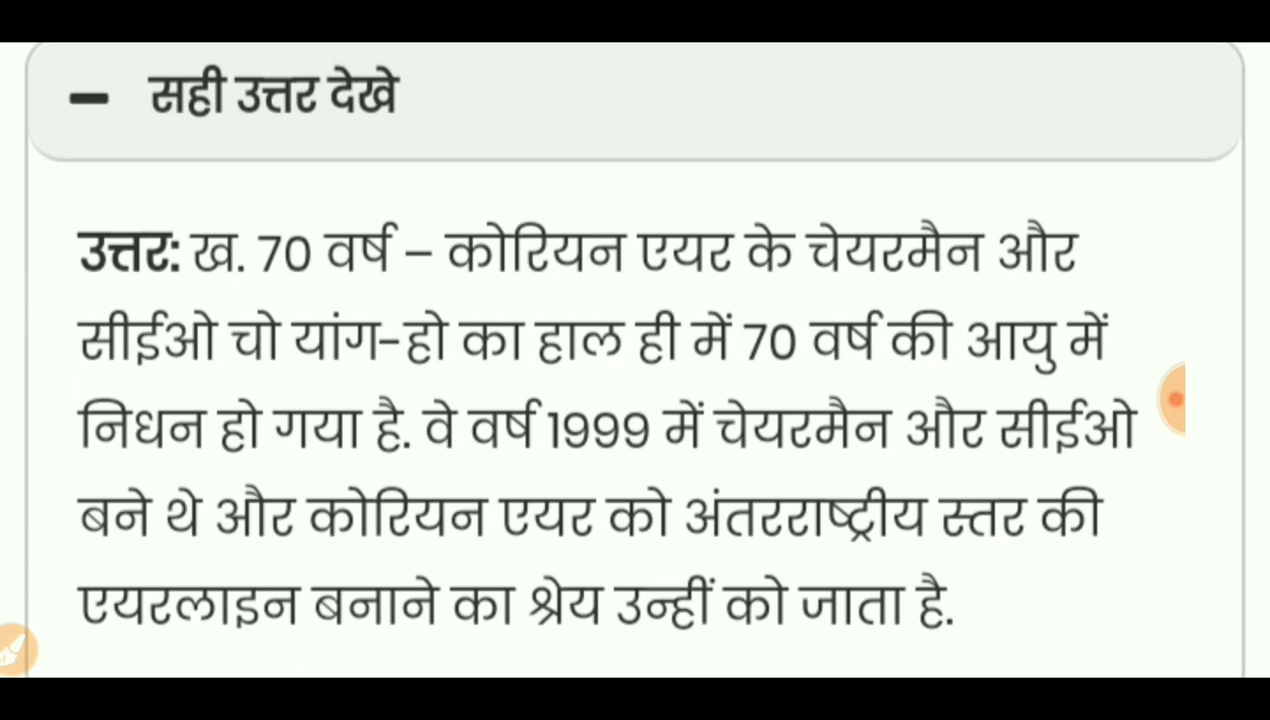 सही उत्तर देखे
उत्तर: ख. 70 वर्ष – कोरियन एयर के चेयरमैन और
सीईओ चो यांग-हो का हाल ही में 70 वर्ष की आयु में
निधन हो गया है. वे वर्ष 1999 में चेयरमैन और सीईओ
बने थे और कोरियन एयर को अंतरराष्ट्रीय स्तर की
एयरलाइन बनाने का श्रेय उन्हीं को जाता है.